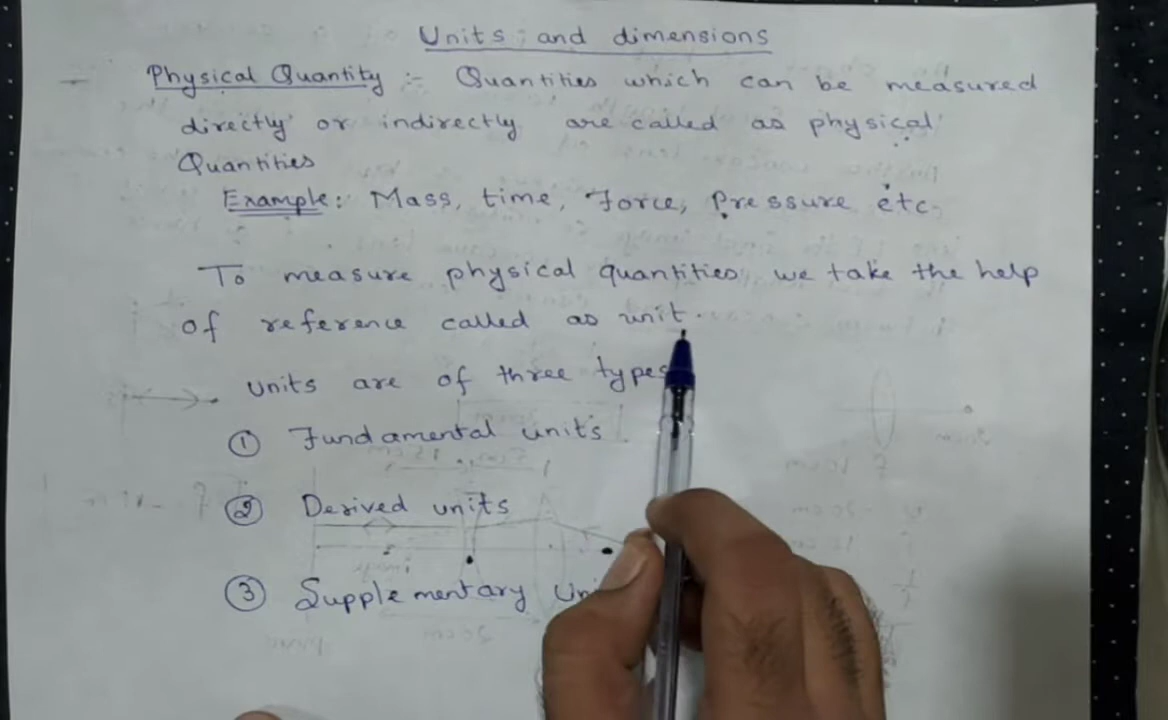 Units and dimensions
Physical Quantity :- Quantities which can be measured
directly or indirectly are called as physical
Quantities
Example: Mass, time, Force, Pressure etc.
To measure physical quantities, we take the help
of reference called as unit.
Units are of three types
① Fundamental units
② Derived units
③ Supplementary